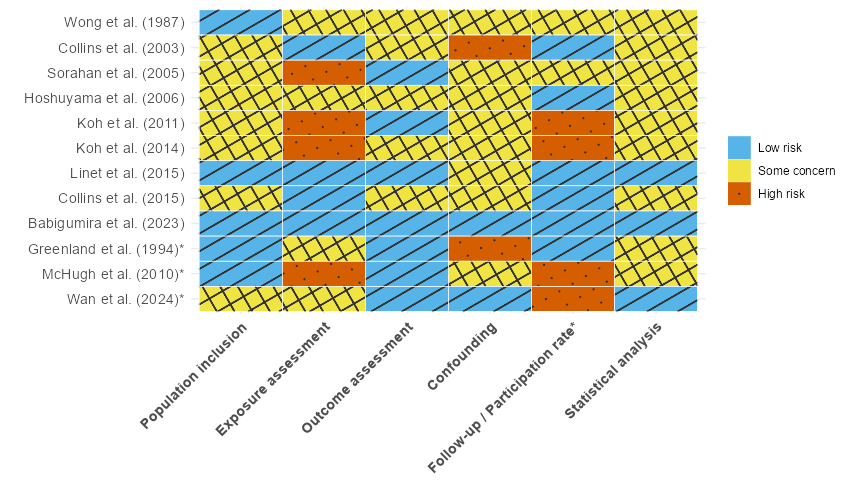 Wong et al. (1987)
Collins et al. (2003)
Sorahan et al. (2005)
Hoshuyama et al. (2006)
Koh et al. (2011)
Koh et al. (2014)
Linet et al. (2015)
Collins et al. (2015)
Babigumira et al. (2023)
Greenland et al. (1994)*
McHugh et al. (2010)*
Wan et al. (2024)*
Population inclusion
Exposure assessment
Outcome assessment
Confounding
Follow-up / Participation rate*
Statistical analysis
Low risk
Some concern
High risk